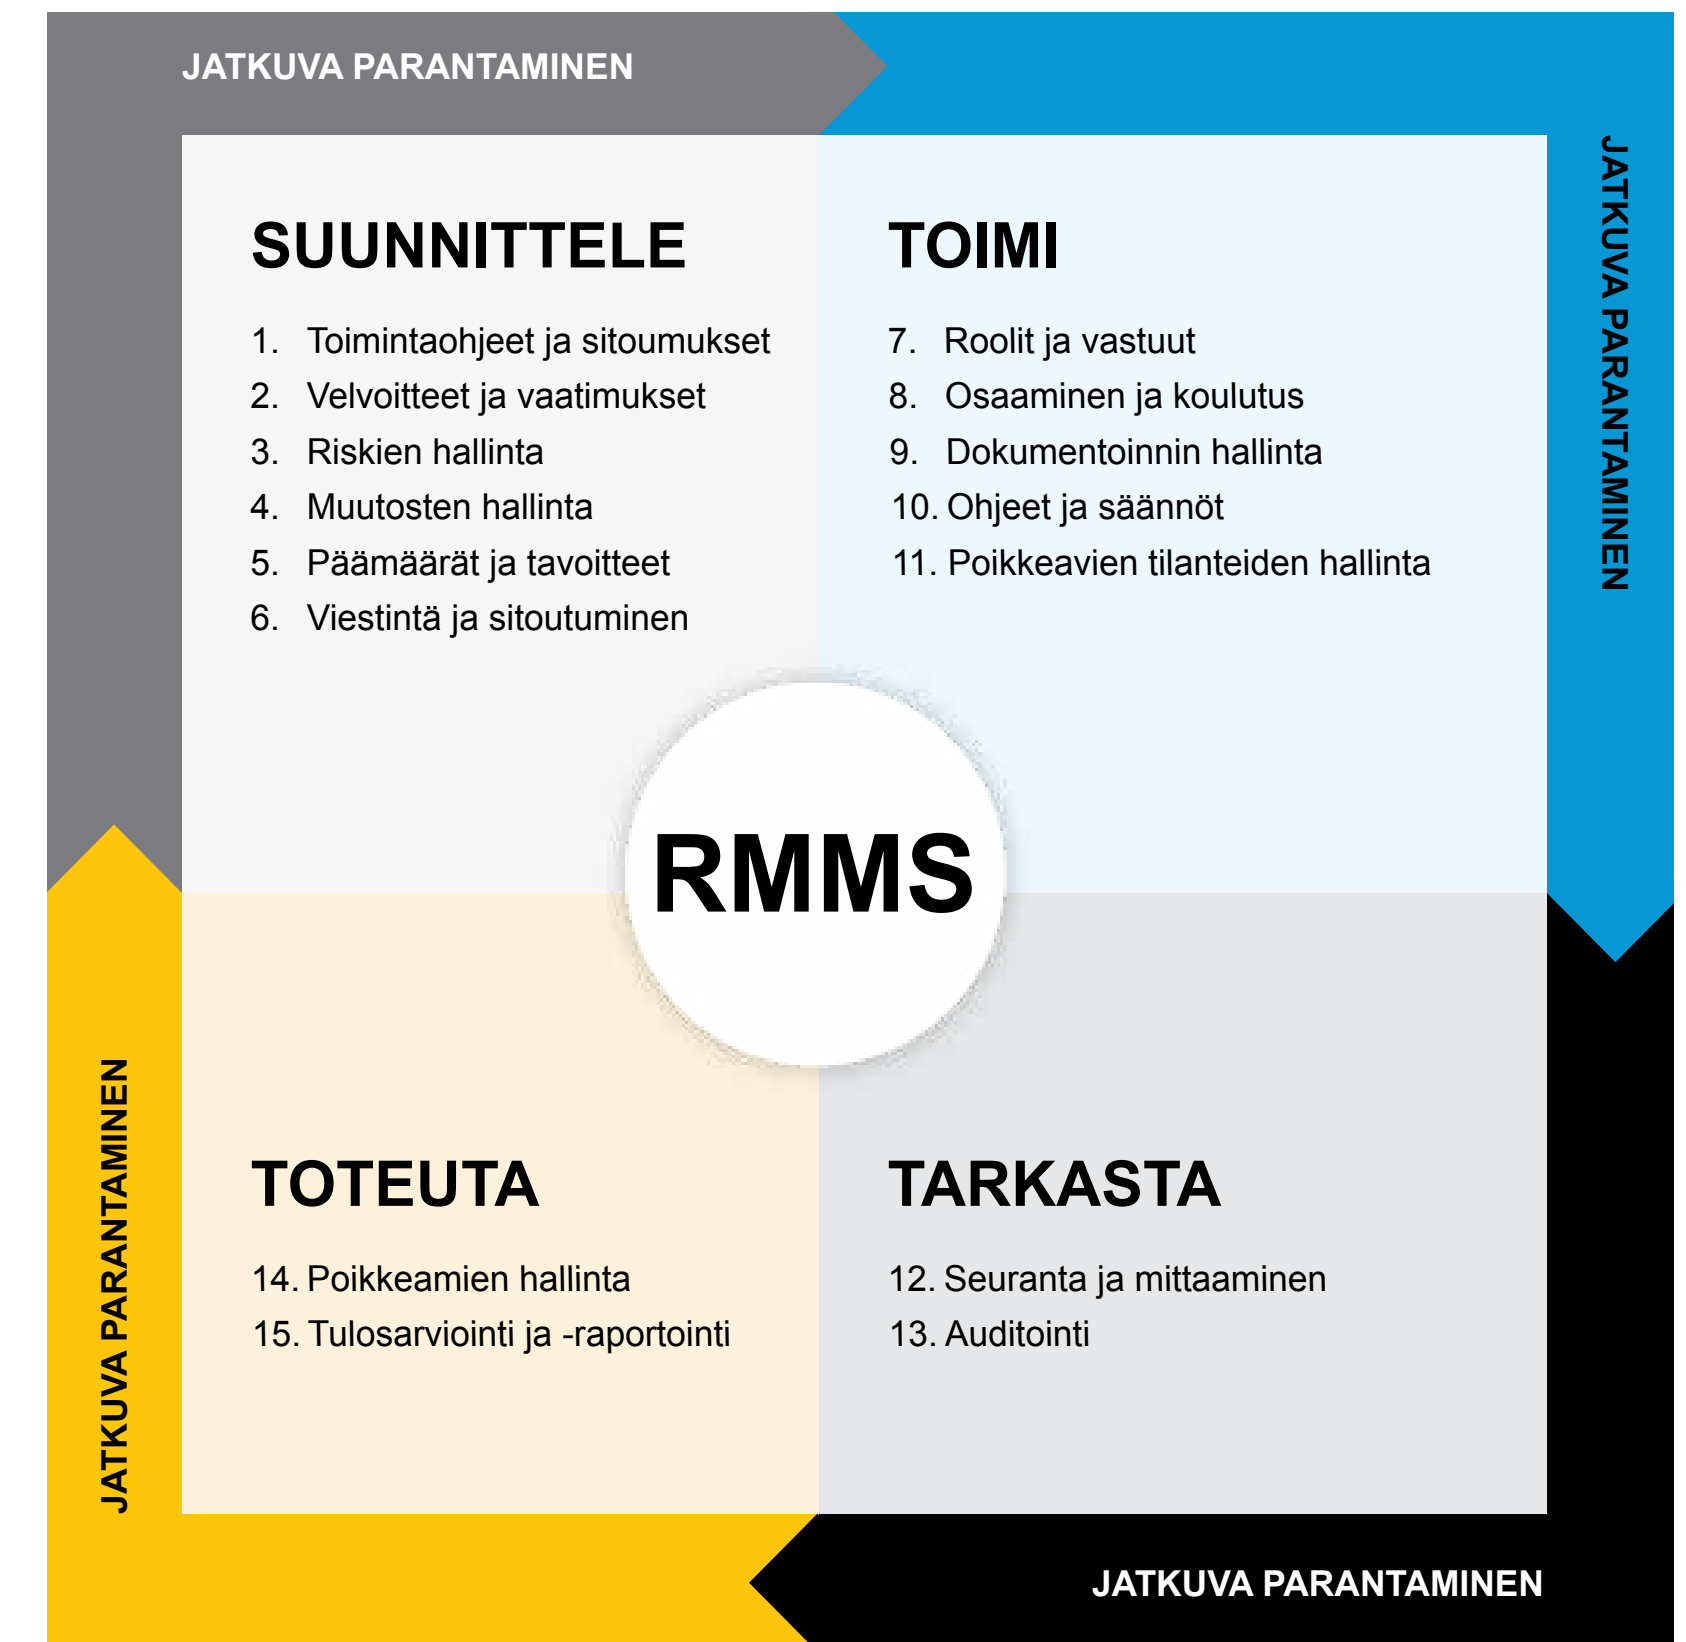 JATKUVA PARANTAMINEN
JATKUVA PARANTAMINEN
SUUNNITTELE
1. Toimintaohjeet ja sitoumukset
2. Velvoitteet ja vaatimukset
3. Riskien hallinta
4. Muutosten hallinta
5. Päämäärät ja tavoitteet
6. Viestintä ja sitoutuminen
TOIMI
7. Roolit ja vastuut
8. Osaaminen ja koulutus
9. Dokumentoinnin hallinta
10. Ohjeet ja säännöt
11. Poikkeavien tilanteiden hallinta
RMMS
TOTEUTA
14. Poikkeamien hallinta
15. Tulosarviointi ja -raportointi
TARKASTA
12. Seuranta ja mittaaminen
13. Auditointi
JATKUVA PARANTAMINEN
JATKUVA PARANTAMINEN